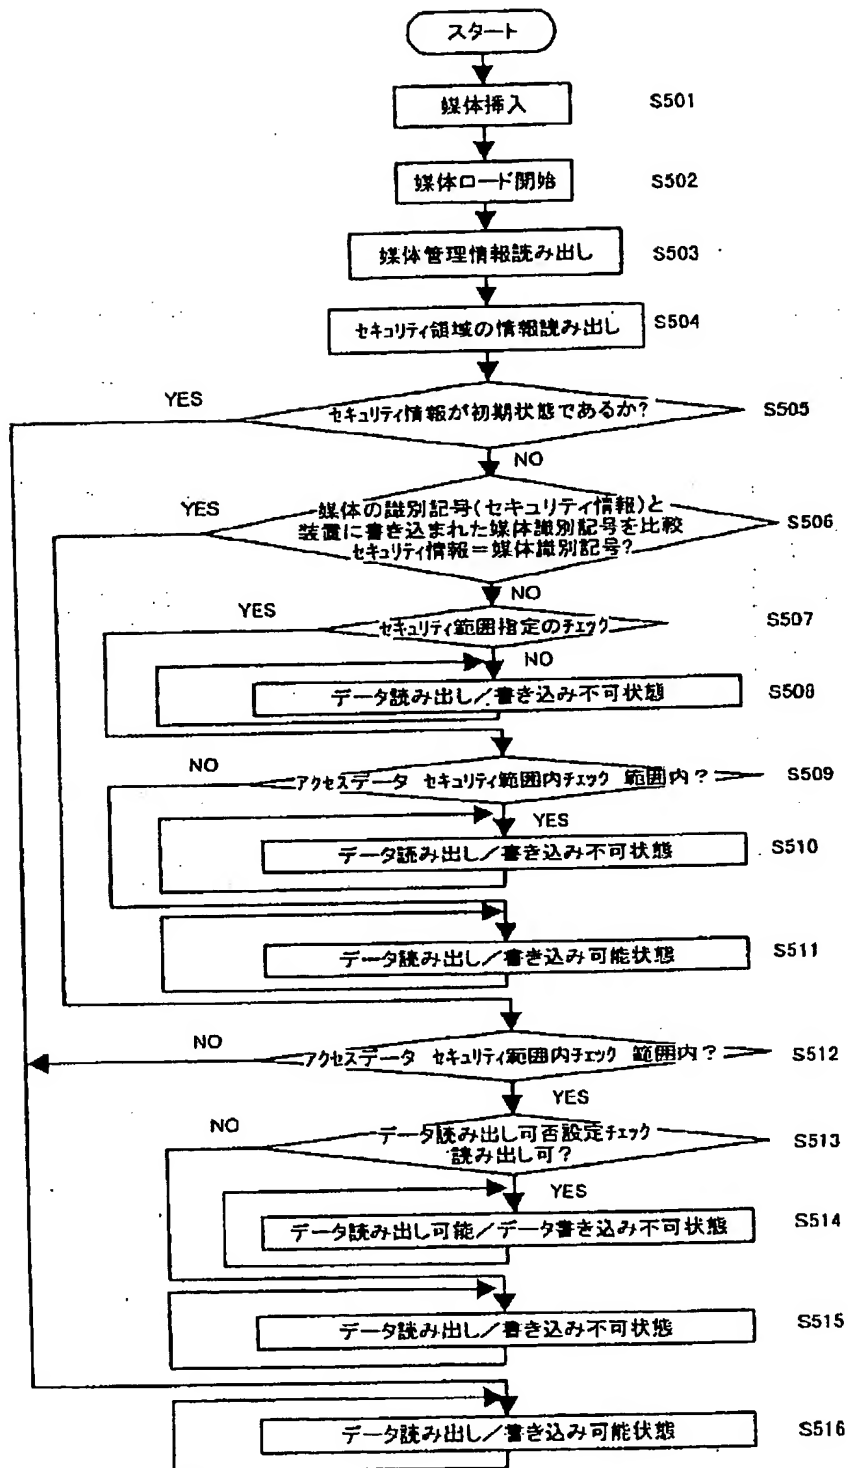 スタート
媒体挿入 S501
媒体ロード開始 S502
媒体管理情報読み出し S503
セキュリティ領域の情報読み出し S504
YES
セキュリティ情報が初期状態であるか? S505
NO
YES
媒体の識別記号(セキュリティ情報)と
装置に書き込まれた媒体識別記号を比較
セキュリティ情報=媒体識別記号?
S506
NO
YES
セキュリティ範囲指定のチェック S507
NO
データ読み出し/書き込み不可状態 S508
NO
アクセスデータ セキュリティ範囲内チェック 範囲内? S509
YES
データ読み出し/書き込み不可状態 S510
データ読み出し/書き込み可能状態 S511
NO
アクセスデータ セキュリティ範囲内チェック 範囲内? S512
YES
NO
データ読み出し可否設定チェック
読み出し可?
S513
YES
データ読み出し可能/データ書き込み不可状態 S514
データ読み出し/書き込み不可状態 S515
データ読み出し/書き込み可能状態 S516